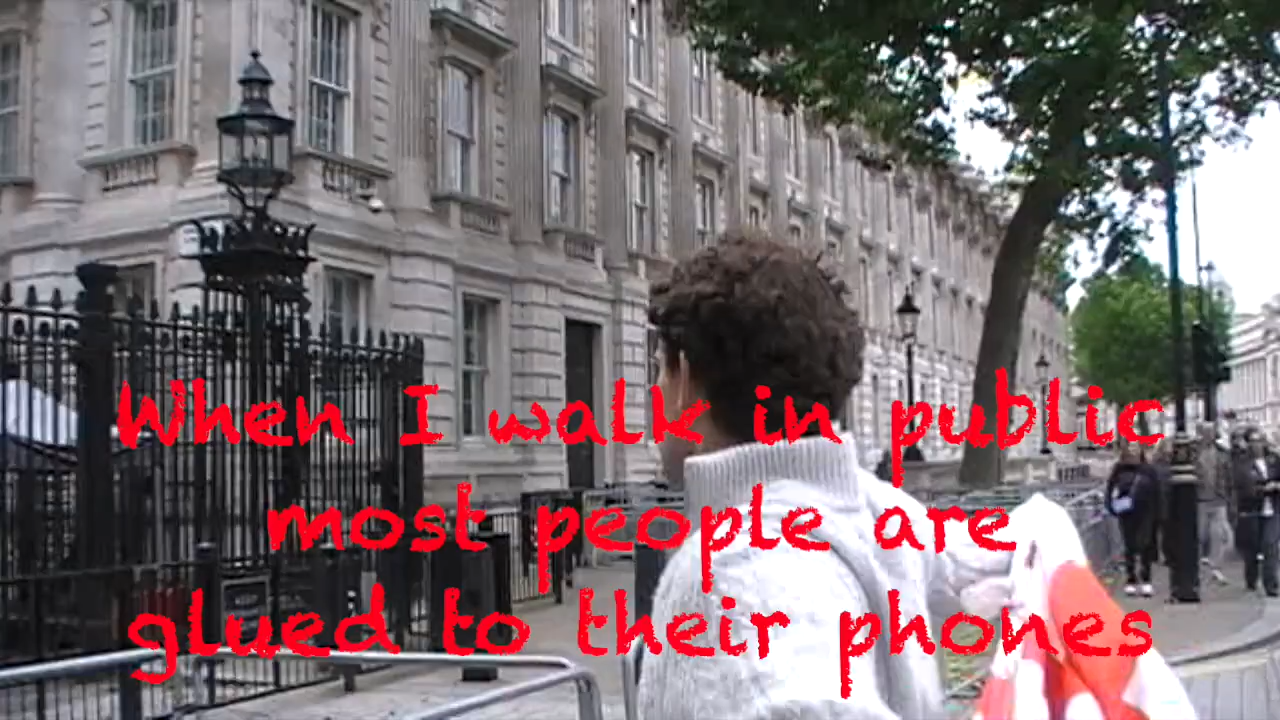 When I walk in public
most people are
glued to their phones